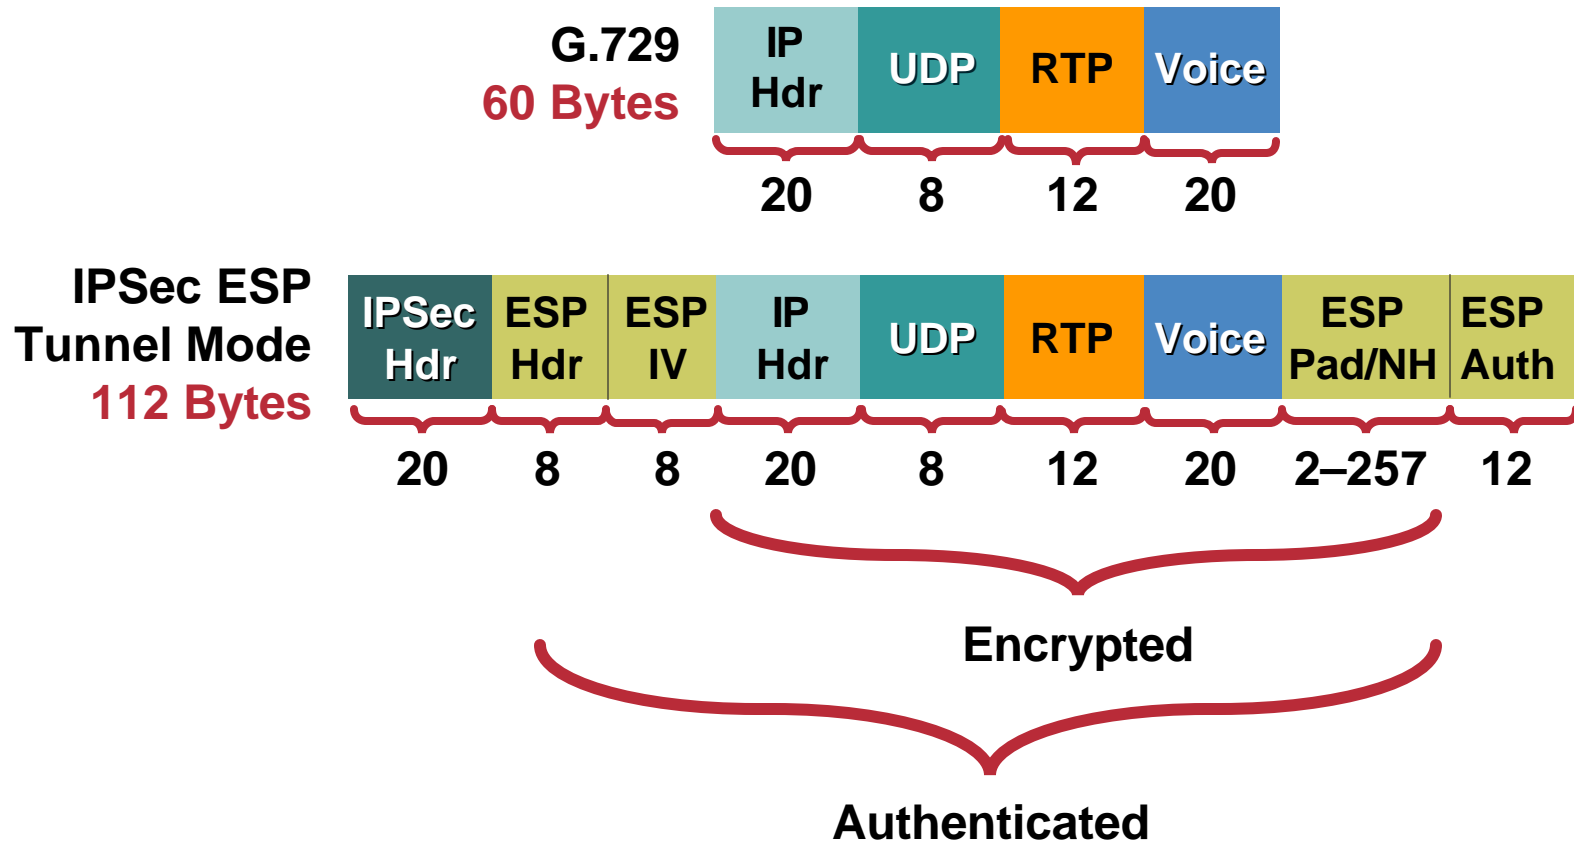 G.729
60 Bytes
IP
Hdr
UDP
RTP
Voice
20
8
12
20
IPSec ESP
Tunnel Mode
112 Bytes
IPSec
Hdr
ESP
Hdr
ESP
IV
IP
Hdr
UDP
RTP
Voice
ESP
Pad/NH
ESP
Auth
20
8
8
20
8
12
20
2–257
12
Encrypted
Authenticated